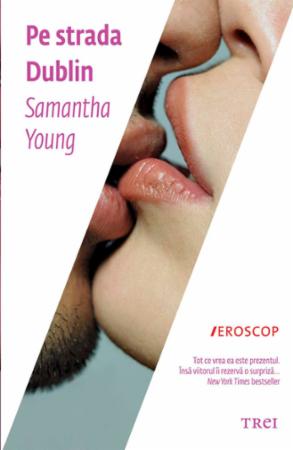 Pe strada
Dublin
Samantha
Young
EROSCOP
Tot ce vrea ea este prezentul.
Însă viitorul îi rezervă o surpriză...
New York Times bestseller
TREI